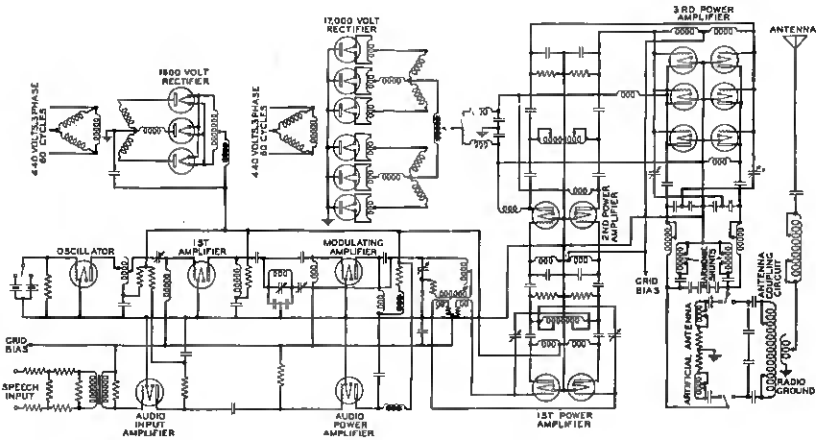 3RD POWER
AMPLIFIER
ANTENNA
17,000 VOLT
RECTIFIER
1600 VOLT
RECTIFIER
440 VOLTS, 3 PHASE
60 CYCLES
440 VOLTS, 3 PHASE
60 CYCLES
2ND POWER
AMPLIFIER
OSCILLATOR
1ST
AMPLIFIER
MODULATING
AMPLIFIER
HARMONIC
SHUNTS
ANTENNA
COUPLING
CIRCUIT
GRID
BIAS
GRID
BIAS
SPEECH
INPUT
ARTIFICIAL ANTENNA
RADIO
GROUND
AUDIO
INPUT
AMPLIFIER
AUDIO
POWER
AMPLIFIER
1ST POWER
AMPLIFIER